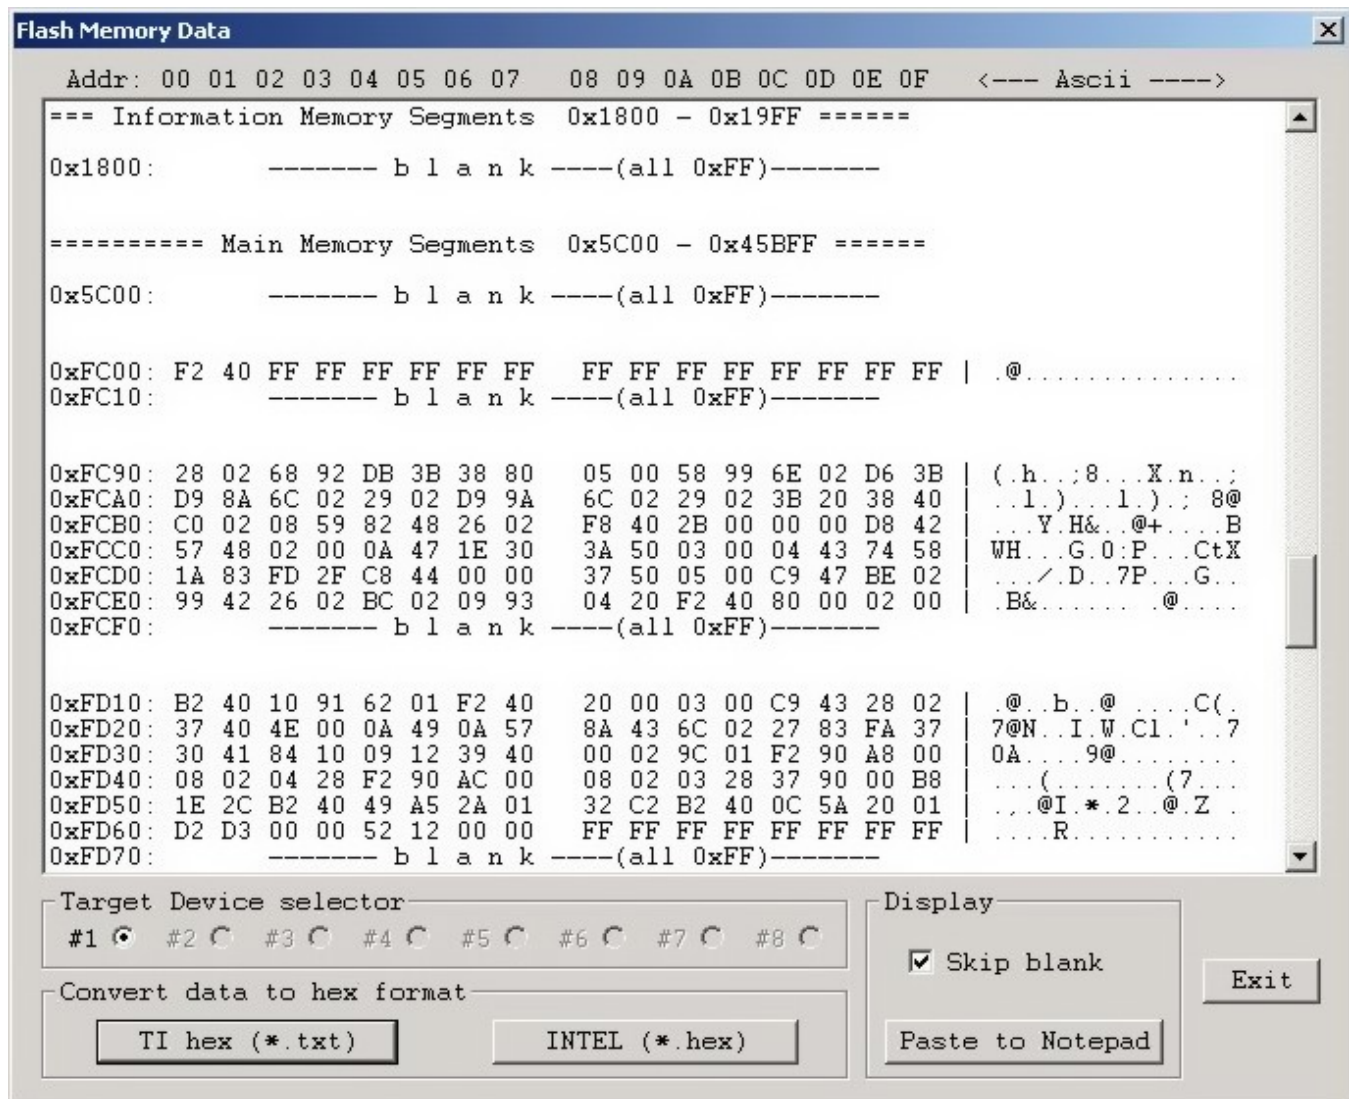 Flash Memory Data
Addr: 00 01 02 03 04 05 06 07 08 09 0A 0B 0C 0D 0E 0F <--- Ascii ---->
=== Information Memory Segments 0x1800 - 0x19FF ======
0x1800: ------- b l a n k ----(all 0xFF)-------
========== Main Memory Segments 0x5C00 - 0x45BFF ======
0x5C00: ------- b l a n k ----(all 0xFF)-------
0xFC00: F2 40 FF FF FF FF FF FF FF FF FF FF FF FF FF FF | .@..............
0xFC10: ------- b l a n k ----(all 0xFF)-------
0xFC90: 28 02 68 92 DB 3B 38 80 05 00 58 99 6E 02 D6 3B | (.h..;8...X.n..;
0xFCA0: D9 8A 6C 02 29 02 D9 9A 6C 02 29 02 3B 20 38 40 | ..l.)...l.).; 8@
0xFCB0: C0 02 08 59 82 48 26 02 F8 40 2B 00 00 00 D8 42 | ...Y.H&..@+....B
0xFCC0: 57 48 02 00 0A 47 1E 30 3A 50 03 00 04 43 74 58 | WH...G.0:P...CtX
0xFCD0: 1A 83 FD 2F C8 44 00 00 37 50 05 00 C9 47 BE 02 | .../.D..7P...G..
0xFCE0: 99 42 26 02 BC 02 09 93 04 20 F2 40 80 00 02 00 | .B&...... .@....
0xFCF0: ------- b l a n k ----(all 0xFF)-------
0xFD10: B2 40 10 91 62 01 F2 40 20 00 03 00 C9 43 28 02 | .@..b..@ ....C(.
0xFD20: 37 40 4E 00 0A 49 0A 57 8A 43 6C 02 27 83 FA 37 | 7@N..I.W.Cl.'..7
0xFD30: 30 41 84 10 09 12 39 40 00 02 9C 01 F2 90 A8 00 | 0A....9@........
0xFD40: 08 02 04 28 F2 90 AC 00 08 02 03 28 37 90 00 B8 | ...(.......(7...
0xFD50: 1E 2C B2 40 49 A5 2A 01 32 C2 B2 40 0C 5A 20 01 | .,.@I.*.2..@.Z .
0xFD60: D2 D3 00 00 52 12 00 00 FF FF FF FF FF FF FF FF | ....R...........
0xFD70: ------- b l a n k ----(all 0xFF)-------
Target Device selector
#1 #2 #3 #4 #5 #6 #7 #8
Convert data to hex format
TI hex (*.txt)
INTEL (*.hex)
Display
Skip blank
Paste to Notepad
Exit